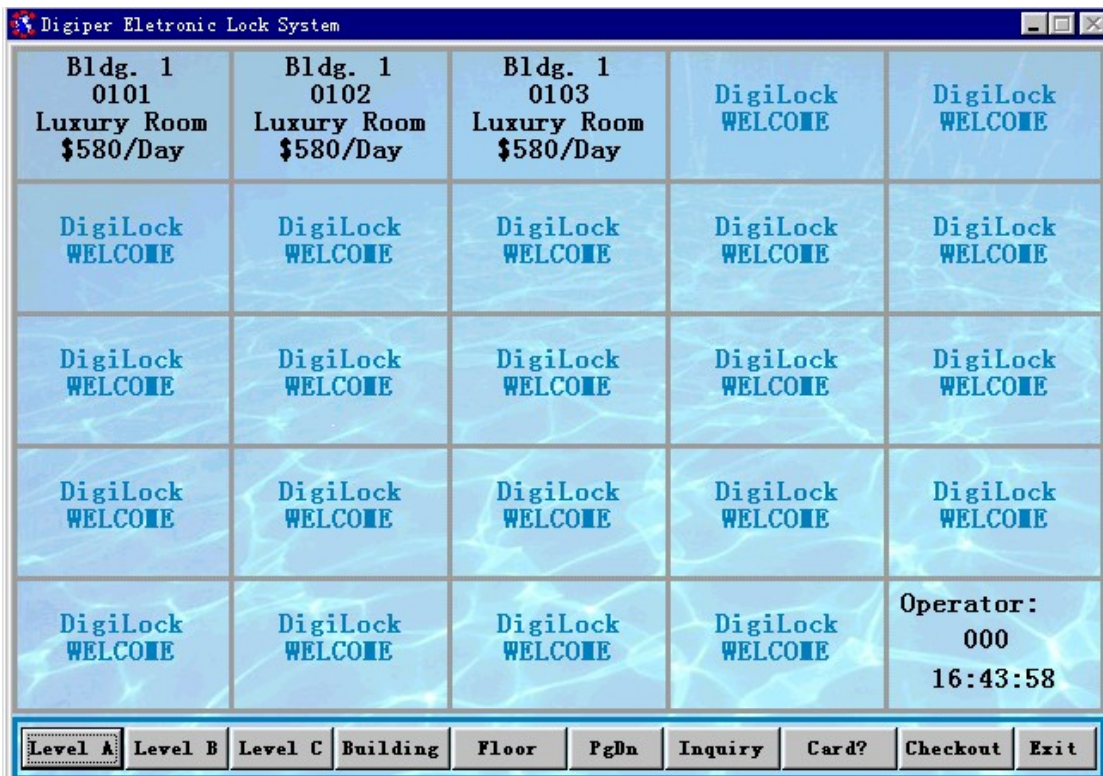 Digiper Eletronic Lock System
Bldg. 1
0101
Luxury Room
$580/Day
Bldg. 1
0102
Luxury Room
$580/Day
Bldg. 1
0103
Luxury Room
$580/Day
DigiLock
WELCOME
DigiLock
WELCOME
DigiLock
WELCOME
DigiLock
WELCOME
DigiLock
WELCOME
DigiLock
WELCOME
DigiLock
WELCOME
DigiLock
WELCOME
DigiLock
WELCOME
DigiLock
WELCOME
DigiLock
WELCOME
DigiLock
WELCOME
DigiLock
WELCOME
DigiLock
WELCOME
DigiLock
WELCOME
DigiLock
WELCOME
DigiLock
WELCOME
DigiLock
WELCOME
DigiLock
WELCOME
DigiLock
WELCOME
DigiLock
WELCOME
Operator:
000
16:43:58
Level A Level B Level C Building Floor PgDn Inquiry Card? Checkout Exit